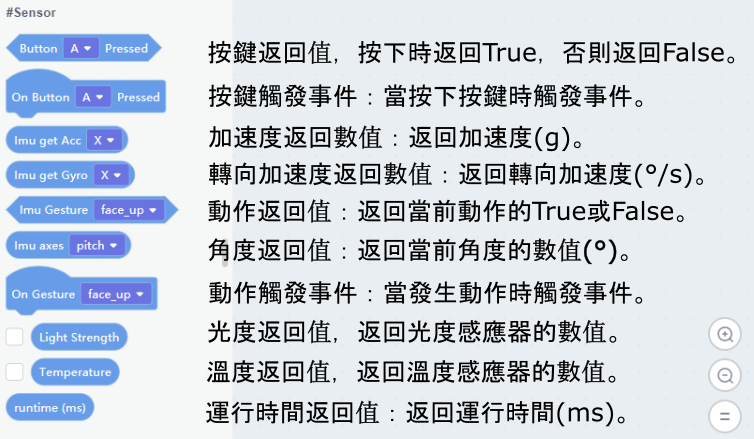 #Sensor
Button A Pressed 按鍵返回值，按下時返回True，否則返回False。
On Button A Pressed 按鍵觸發事件：當按下按鍵時觸發事件。
Imu get Acc X 加速度返回數值：返回加速度(g)。
Imu get Gyro X 轉向加速度返回數值：返回轉向加速度(°/s)。
Imu Gesture face_up 動作返回值：返回當前動作的True或False。
Imu axes pitch 角度返回值：返回當前角度的數值(°)。
On Gesture face_up 動作觸發事件：當發生動作時觸發事件。
Light Strength 光度返回值，返回光度感應器的數值。
Temperature 溫度返回值，返回溫度感應器的數值。
runtime (ms) 運行時間返回值：返回運行時間(ms)。